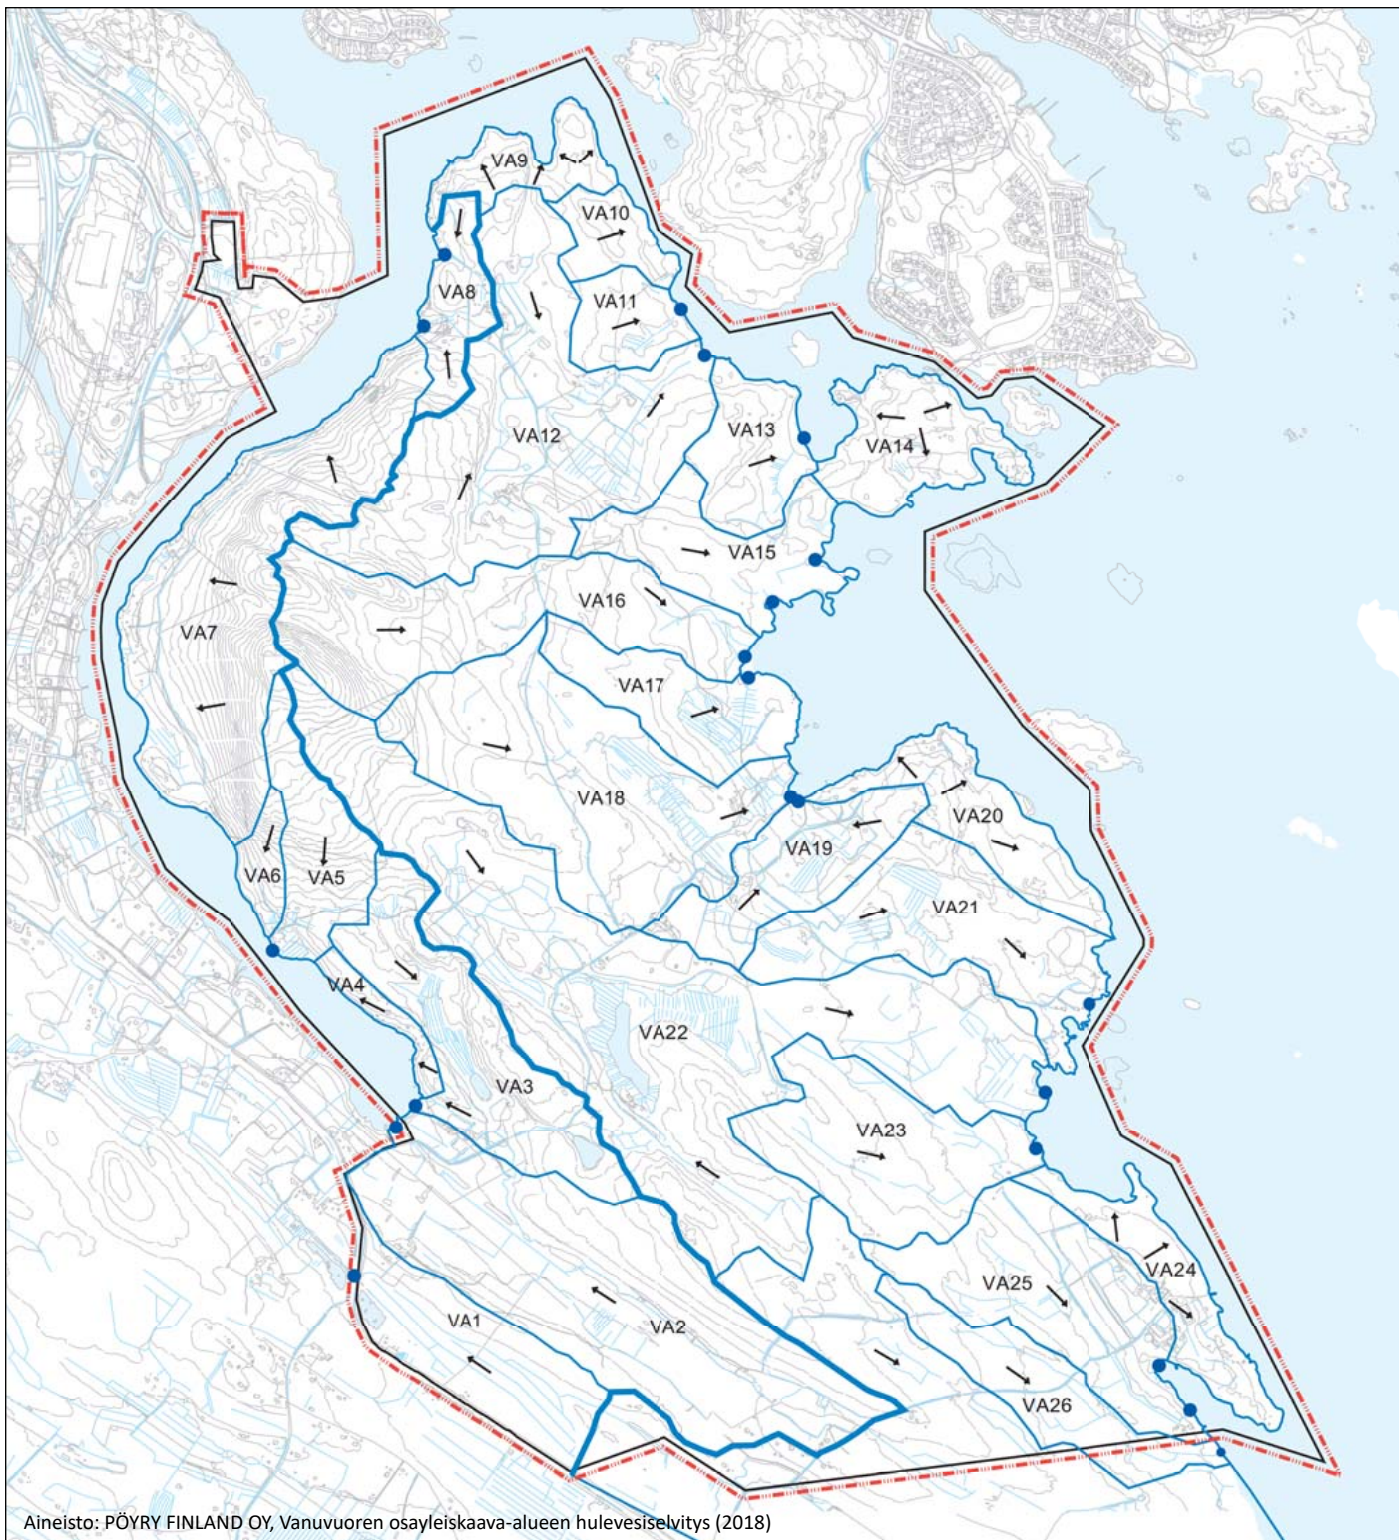 VA9
VA10
VA8
VA11
VA12
VA13
VA14
VA15
VA16
VA7
VA17
VA18
VA20
VA19
VA6
VA5
VA21
VA4
VA22
VA3
VA23
VA24
VA25
VA1
VA2
VA26
Aineisto: PÖYRY FINLAND OY, Vanuvuoren osayleiskaava-alueen hulevesiselvitys (2018)